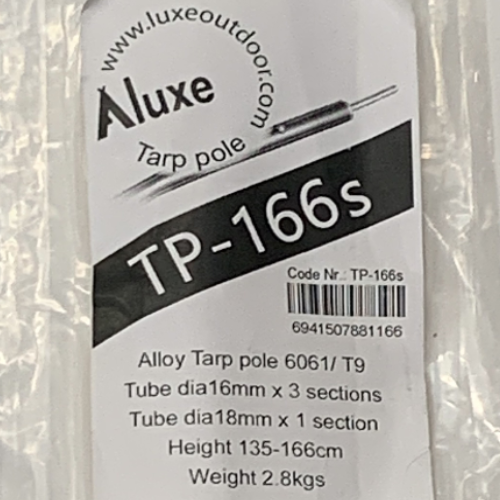 www.luxeoutdoor.com
Aluxe
Tarp pole
TP-166s
Code Nr.: TP-166s
6941507881166
Alloy Tarp pole 6061/ T9
Tube dia16mm x 3 sections
Tube dia18mm x 1 section
Height 135-166cm
Weight 2.8kgs